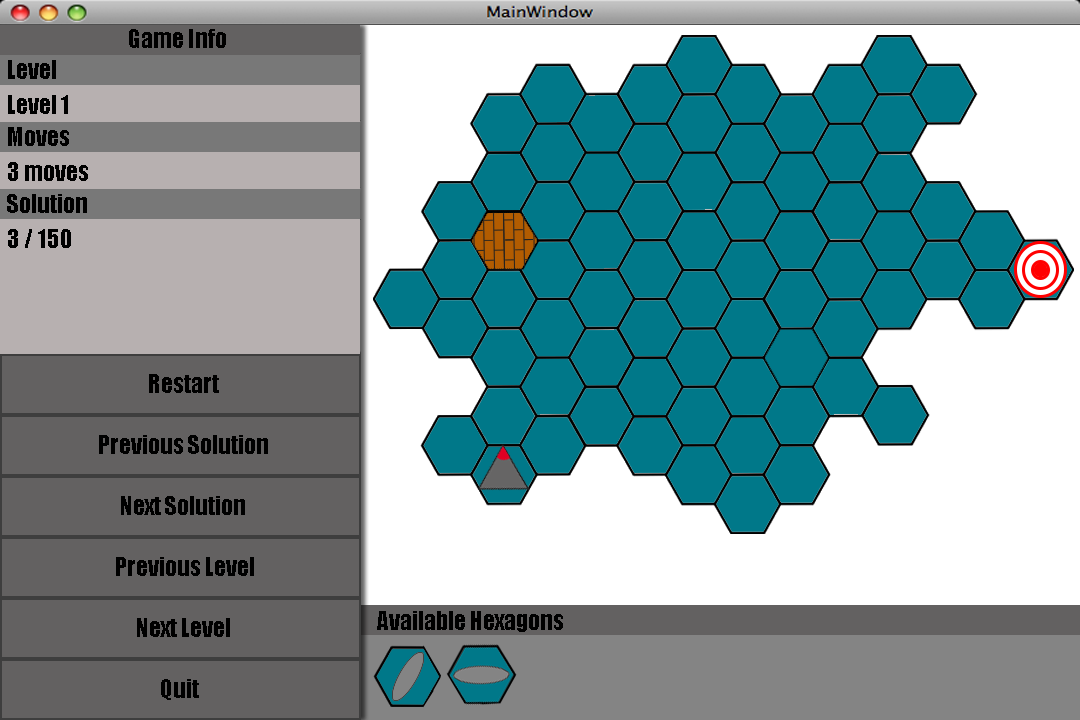 MainWindow
Game Info
Level
Level 1
Moves
3 moves
Solution
3 / 150
Restart
Previous Solution
Next Solution
Previous Level
Next Level
Quit
Available Hexagons